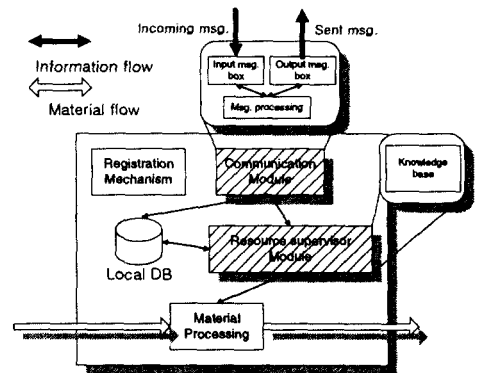 Incoming msg.
Sent msg.
Information flow
Material flow
Input msg.
box
Output msg.
box
Msg. processing
Registration
Mechanism
Communication
Module
Knowledge
base
Local DB
Resource supervisor
Module
Material
Processing